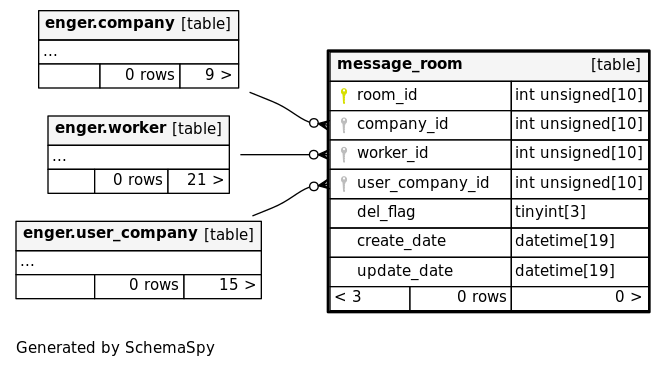 enger.company [table]
...
0 rows 9 >
enger.worker [table]
...
0 rows 21 >
enger.user_company [table]
...
0 rows 15 >
message_room [table]
room_id int unsigned[10]
company_id int unsigned[10]
worker_id int unsigned[10]
user_company_id int unsigned[10]
del_flag tinyint[3]
create_date datetime[19]
update_date datetime[19]
< 3 0 rows 0 >
Generated by SchemaSpy